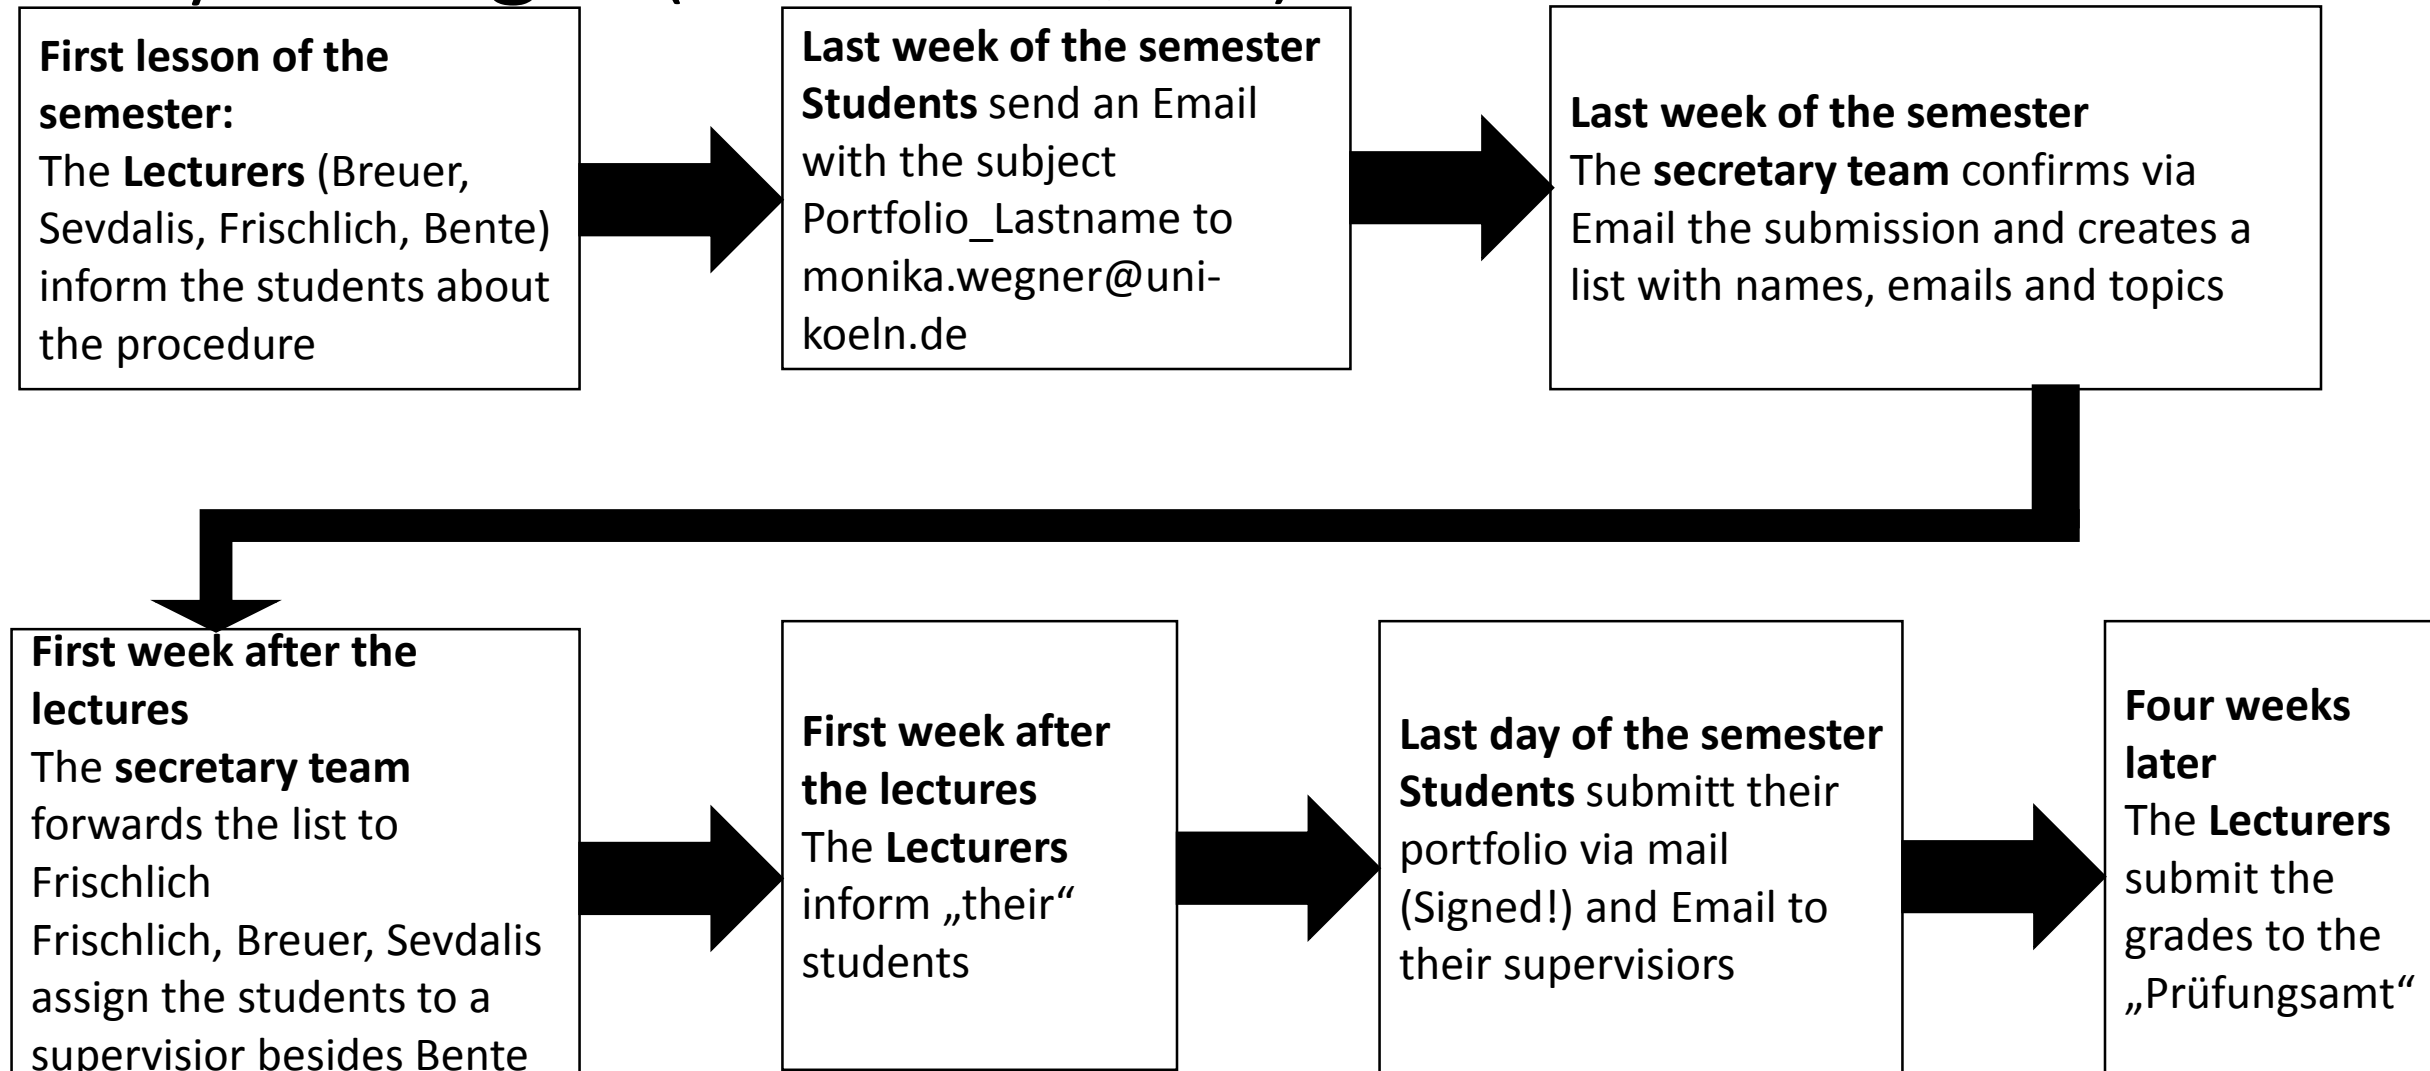 First lesson of the
semester:
The Lecturers (Breuer,
Sevdalis, Frischlich, Bente)
inform the students about
the procedure
Last week of the semester
Students send an Email
with the subject
Portfolio_Lastname to
monika.wegner@uni-
koeln.de
Last week of the semester
The secretary team confirms via
Email the submission and creates a
list with names, emails and topics
First week after the
lectures
The secretary team
forwards the list to
Frischlich
Frischlich, Breuer, Sevdalis
assign the students to a
supervisior besides Bente
First week after
the lectures
The Lecturers
inform „their“
students
Last day of the semester
Students submitt their
portfolio via mail
(Signed!) and Email to
their supervisiors
Four weeks
later
The Lecturers
submit the
grades to the
„Prüfungsamt“